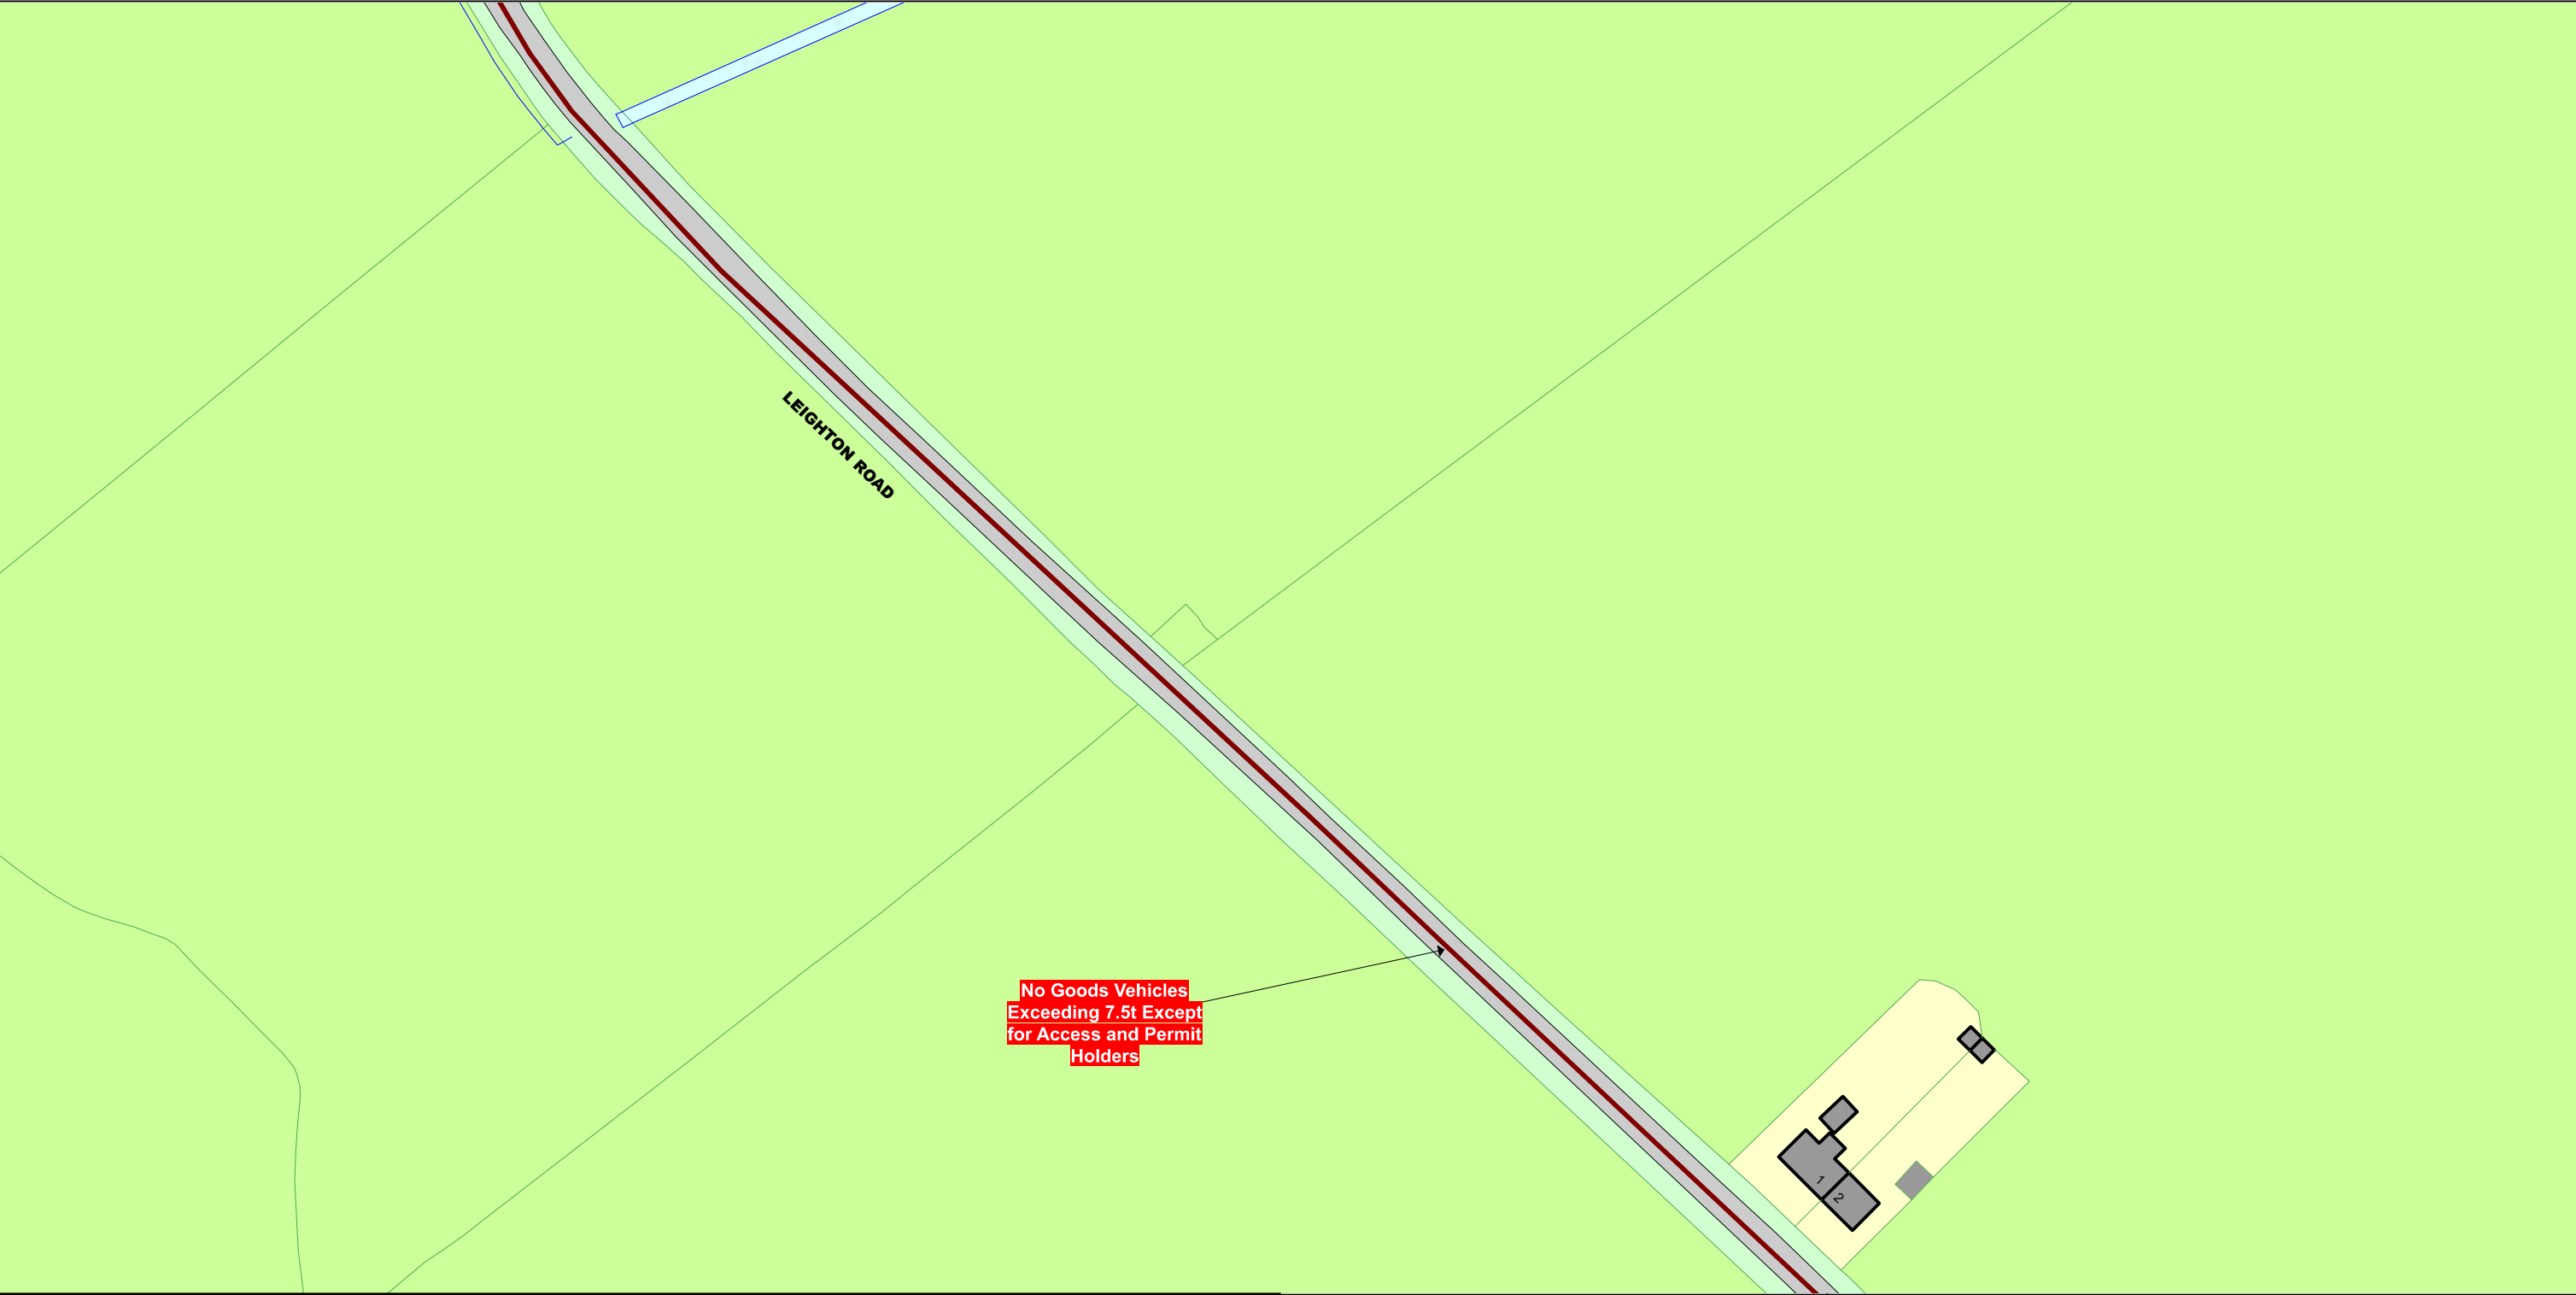 LEIGHTON ROAD
No Goods Vehicles
Exceeding 7.5t Except
for Access and Permit
Holders
1
2